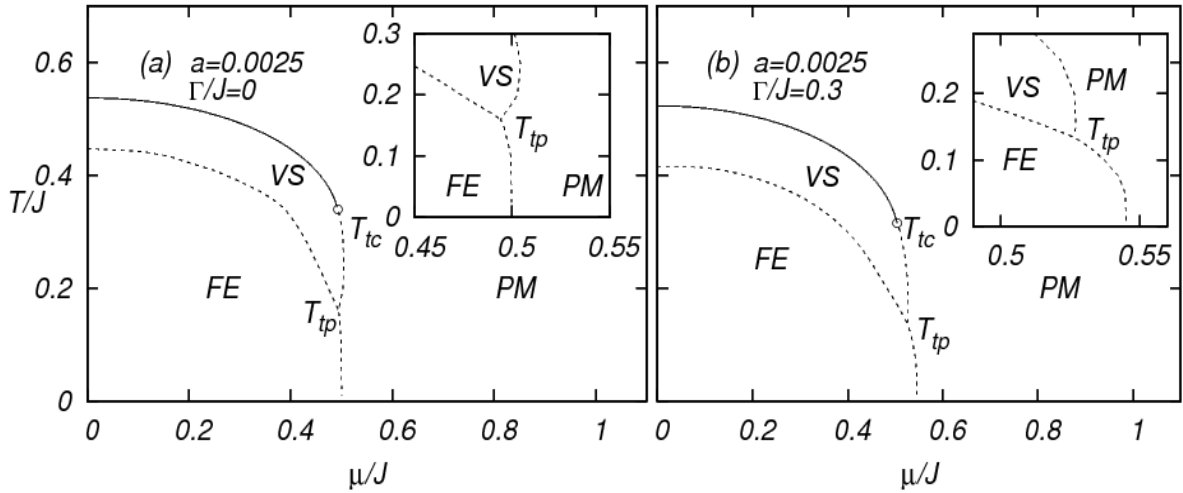 0.6
0.4
T/J
0.2
0
(a) a=0.0025
Γ/J=0
VS
FE
T_tc
T_tp
PM
0.3
0.2
0.1
0
VS
T_tp
FE
PM
0.45 0.5 0.55
0 0.2 0.4 0.6 0.8 1
μ/J
(b) a=0.0025
Γ/J=0.3
VS
FE
T_tc
T_tp
PM
0.2
0.1
0
VS
PM
T_tp
FE
0.5 0.55
0 0.2 0.4 0.6 0.8 1
μ/J